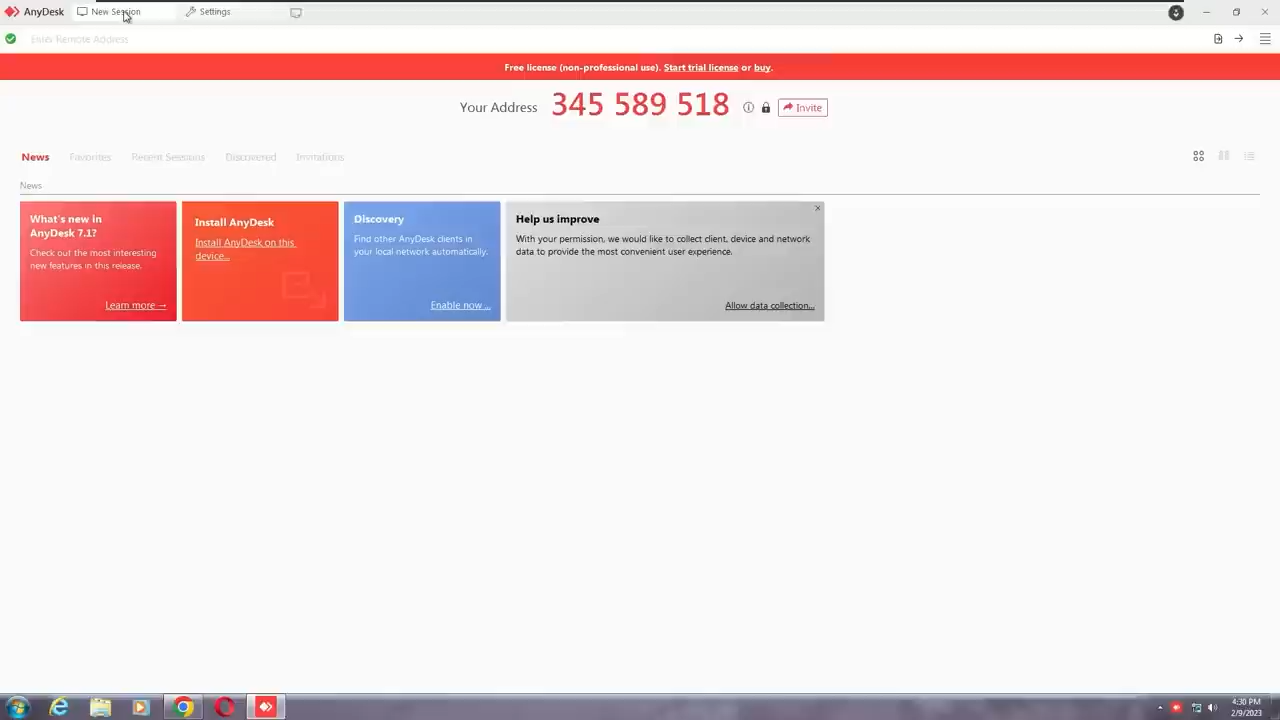 AnyDesk
New Session
Settings
Enter Remote Address
Free license (non-professional use). Start trial license or buy.
Your Address 345 589 518 Invite
News Favorites Recent Sessions Discovered Invitations
News
What's new in
AnyDesk 7.1?
Check out the most interesting
new features in this release.
Learn more →
Install AnyDesk
Install AnyDesk on this
device...
Discovery
Find other AnyDesk clients in
your local network automatically.
Enable now ...
Help us improve
With your permission, we would like to collect client, device and network
data to provide the most convenient user experience.
Allow data collection...
4:30 PM
2/9/2023